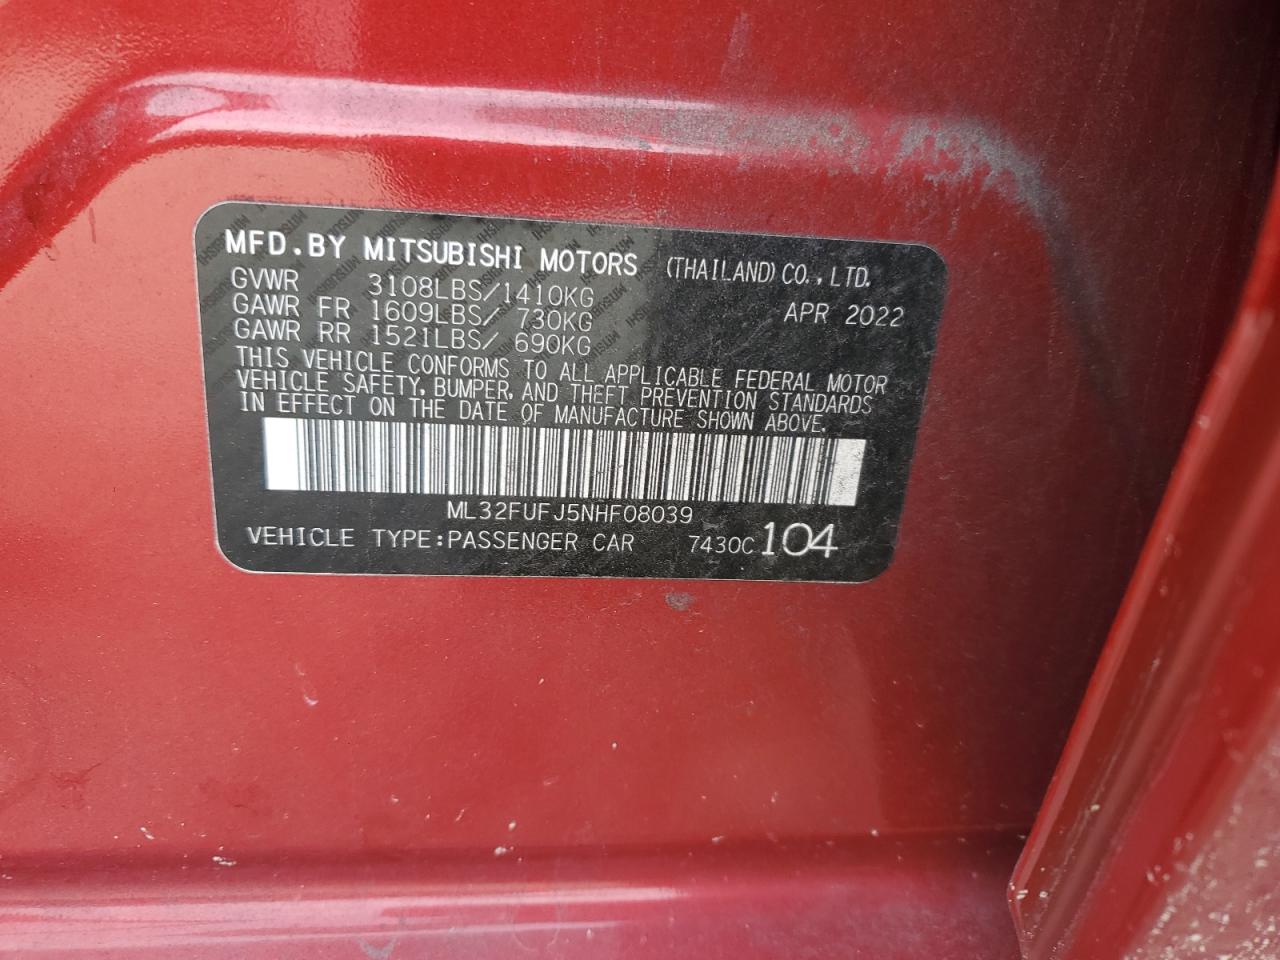 MFD.BY MITSUBISHI MOTORS (THAILAND) CO., LTD.
GVWR 3108LBS/1410KG APR 2022
GAWR FR 1609LBS/ 730KG
GAWR RR 1521LBS/ 690KG
THIS VEHICLE CONFORMS TO ALL APPLICABLE FEDERAL MOTOR
VEHICLE SAFETY, BUMPER, AND THEFT PREVENTION STANDARDS
IN EFFECT ON THE DATE OF MANUFACTURE SHOWN ABOVE.
ML32FUFJ5NHF08039
VEHICLE TYPE:PASSENGER CAR 7430C 104